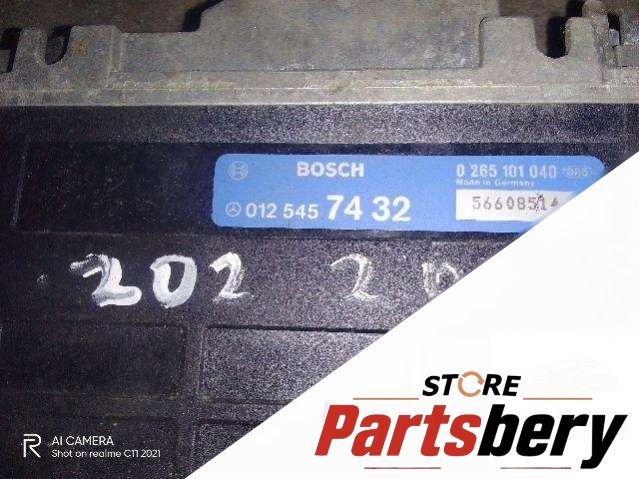 BOSCH
0 265 101 040
Made in Germany
012 545 74 32
202 2
STORE
Partsbery
R
AI CAMERA
Shot on realme C11 2021